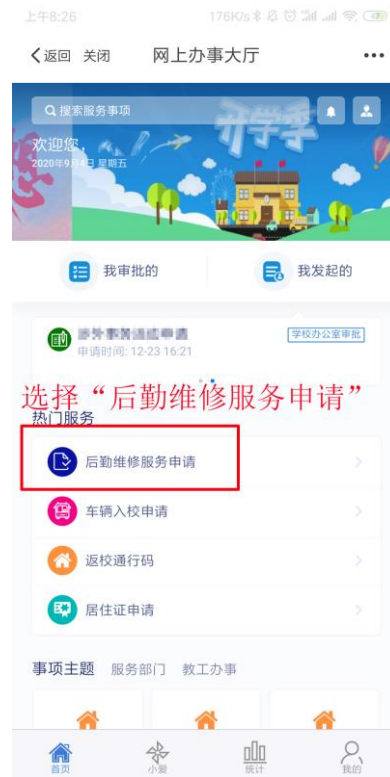 上午8:26
176K/s
返回 关闭 网上办事大厅
搜索服务事项
开学季
欢迎您，
2020年9月4日 星期五
我审批的
我发起的
学校办公室审批
申请时间: 12-23 16:21
选择“后勤维修服务申请”
热门服务
后勤维修服务申请
车辆入校申请
返校通行码
居住证申请
事项主题 服务部门 教工办事
首页
小爱
统计
我的